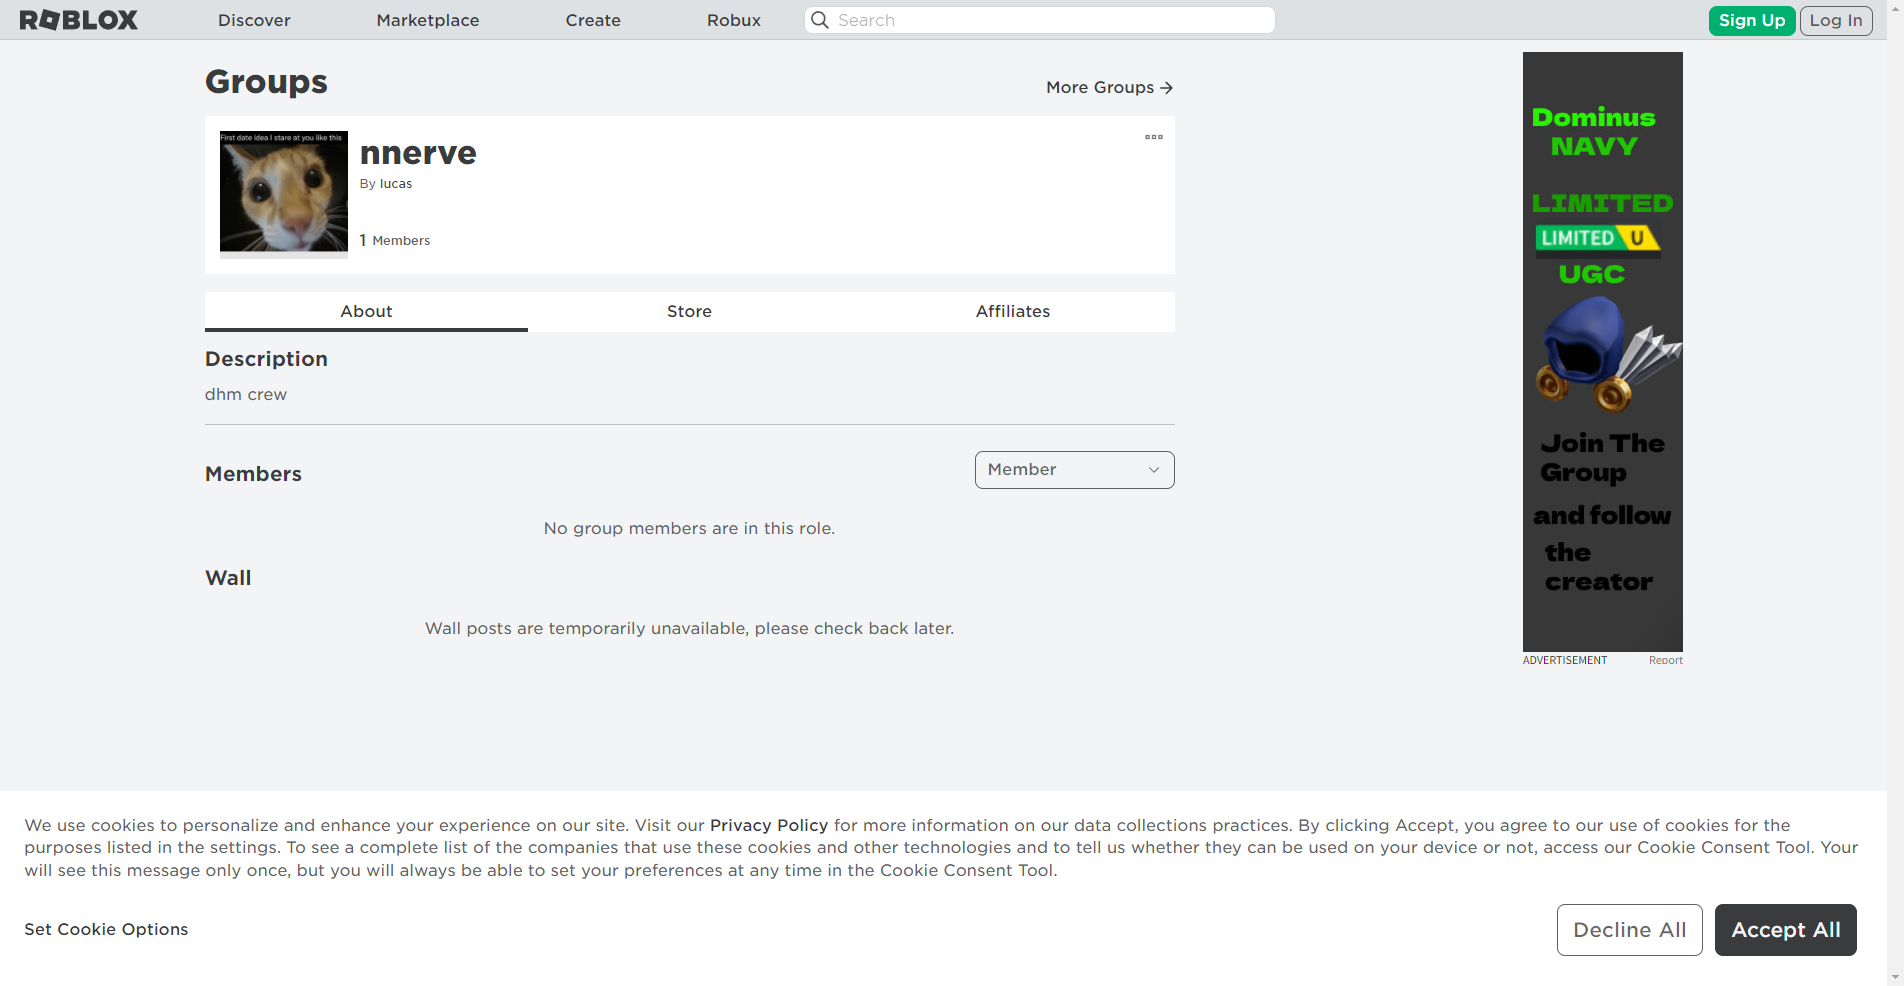 ROBLOX
Discover
Marketplace
Create
Robux
Search
Sign Up
Log In
Groups
More Groups →
First date idea I stare at you like this
nnerve
By lucas
1 Members
About
Store
Affiliates
Description
dhm crew
Members
Member
No group members are in this role.
Wall
Wall posts are temporarily unavailable, please check back later.
Dominus
NAVY
LIMITED
LIMITED U
UGC
Join The
Group
and follow
the
creator
ADVERTISEMENT
Report
We use cookies to personalize and enhance your experience on our site. Visit our Privacy Policy for more information on our data collections practices. By clicking Accept, you agree to our use of cookies for the
purposes listed in the settings. To see a complete list of the companies that use these cookies and other technologies and to tell us whether they can be used on your device or not, access our Cookie Consent Tool. Your
will see this message only once, but you will always be able to set your preferences at any time in the Cookie Consent Tool.
Set Cookie Options
Decline All
Accept All